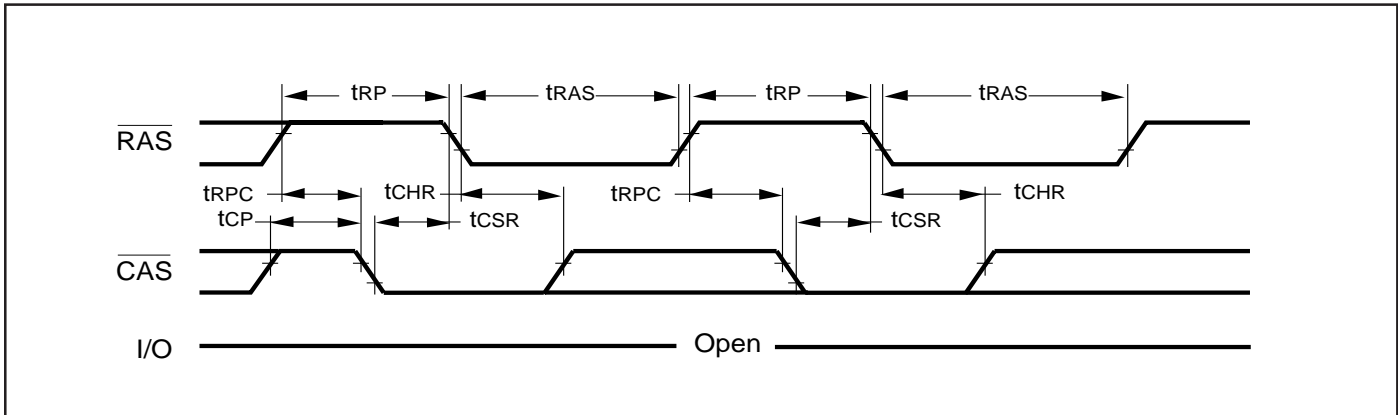 tRP tRAS tRP tRAS
RAS
tRPC tCHR tRPC tCHR
tCP tCSR tCSR
CAS
I/O Open